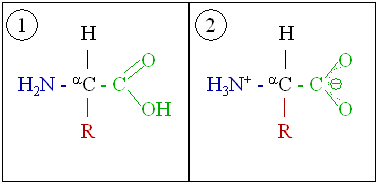 1
H
O
H₂N - αC - C
OH
R
2
H
O
H₃N⁺ - αC - C ⊖
O
R